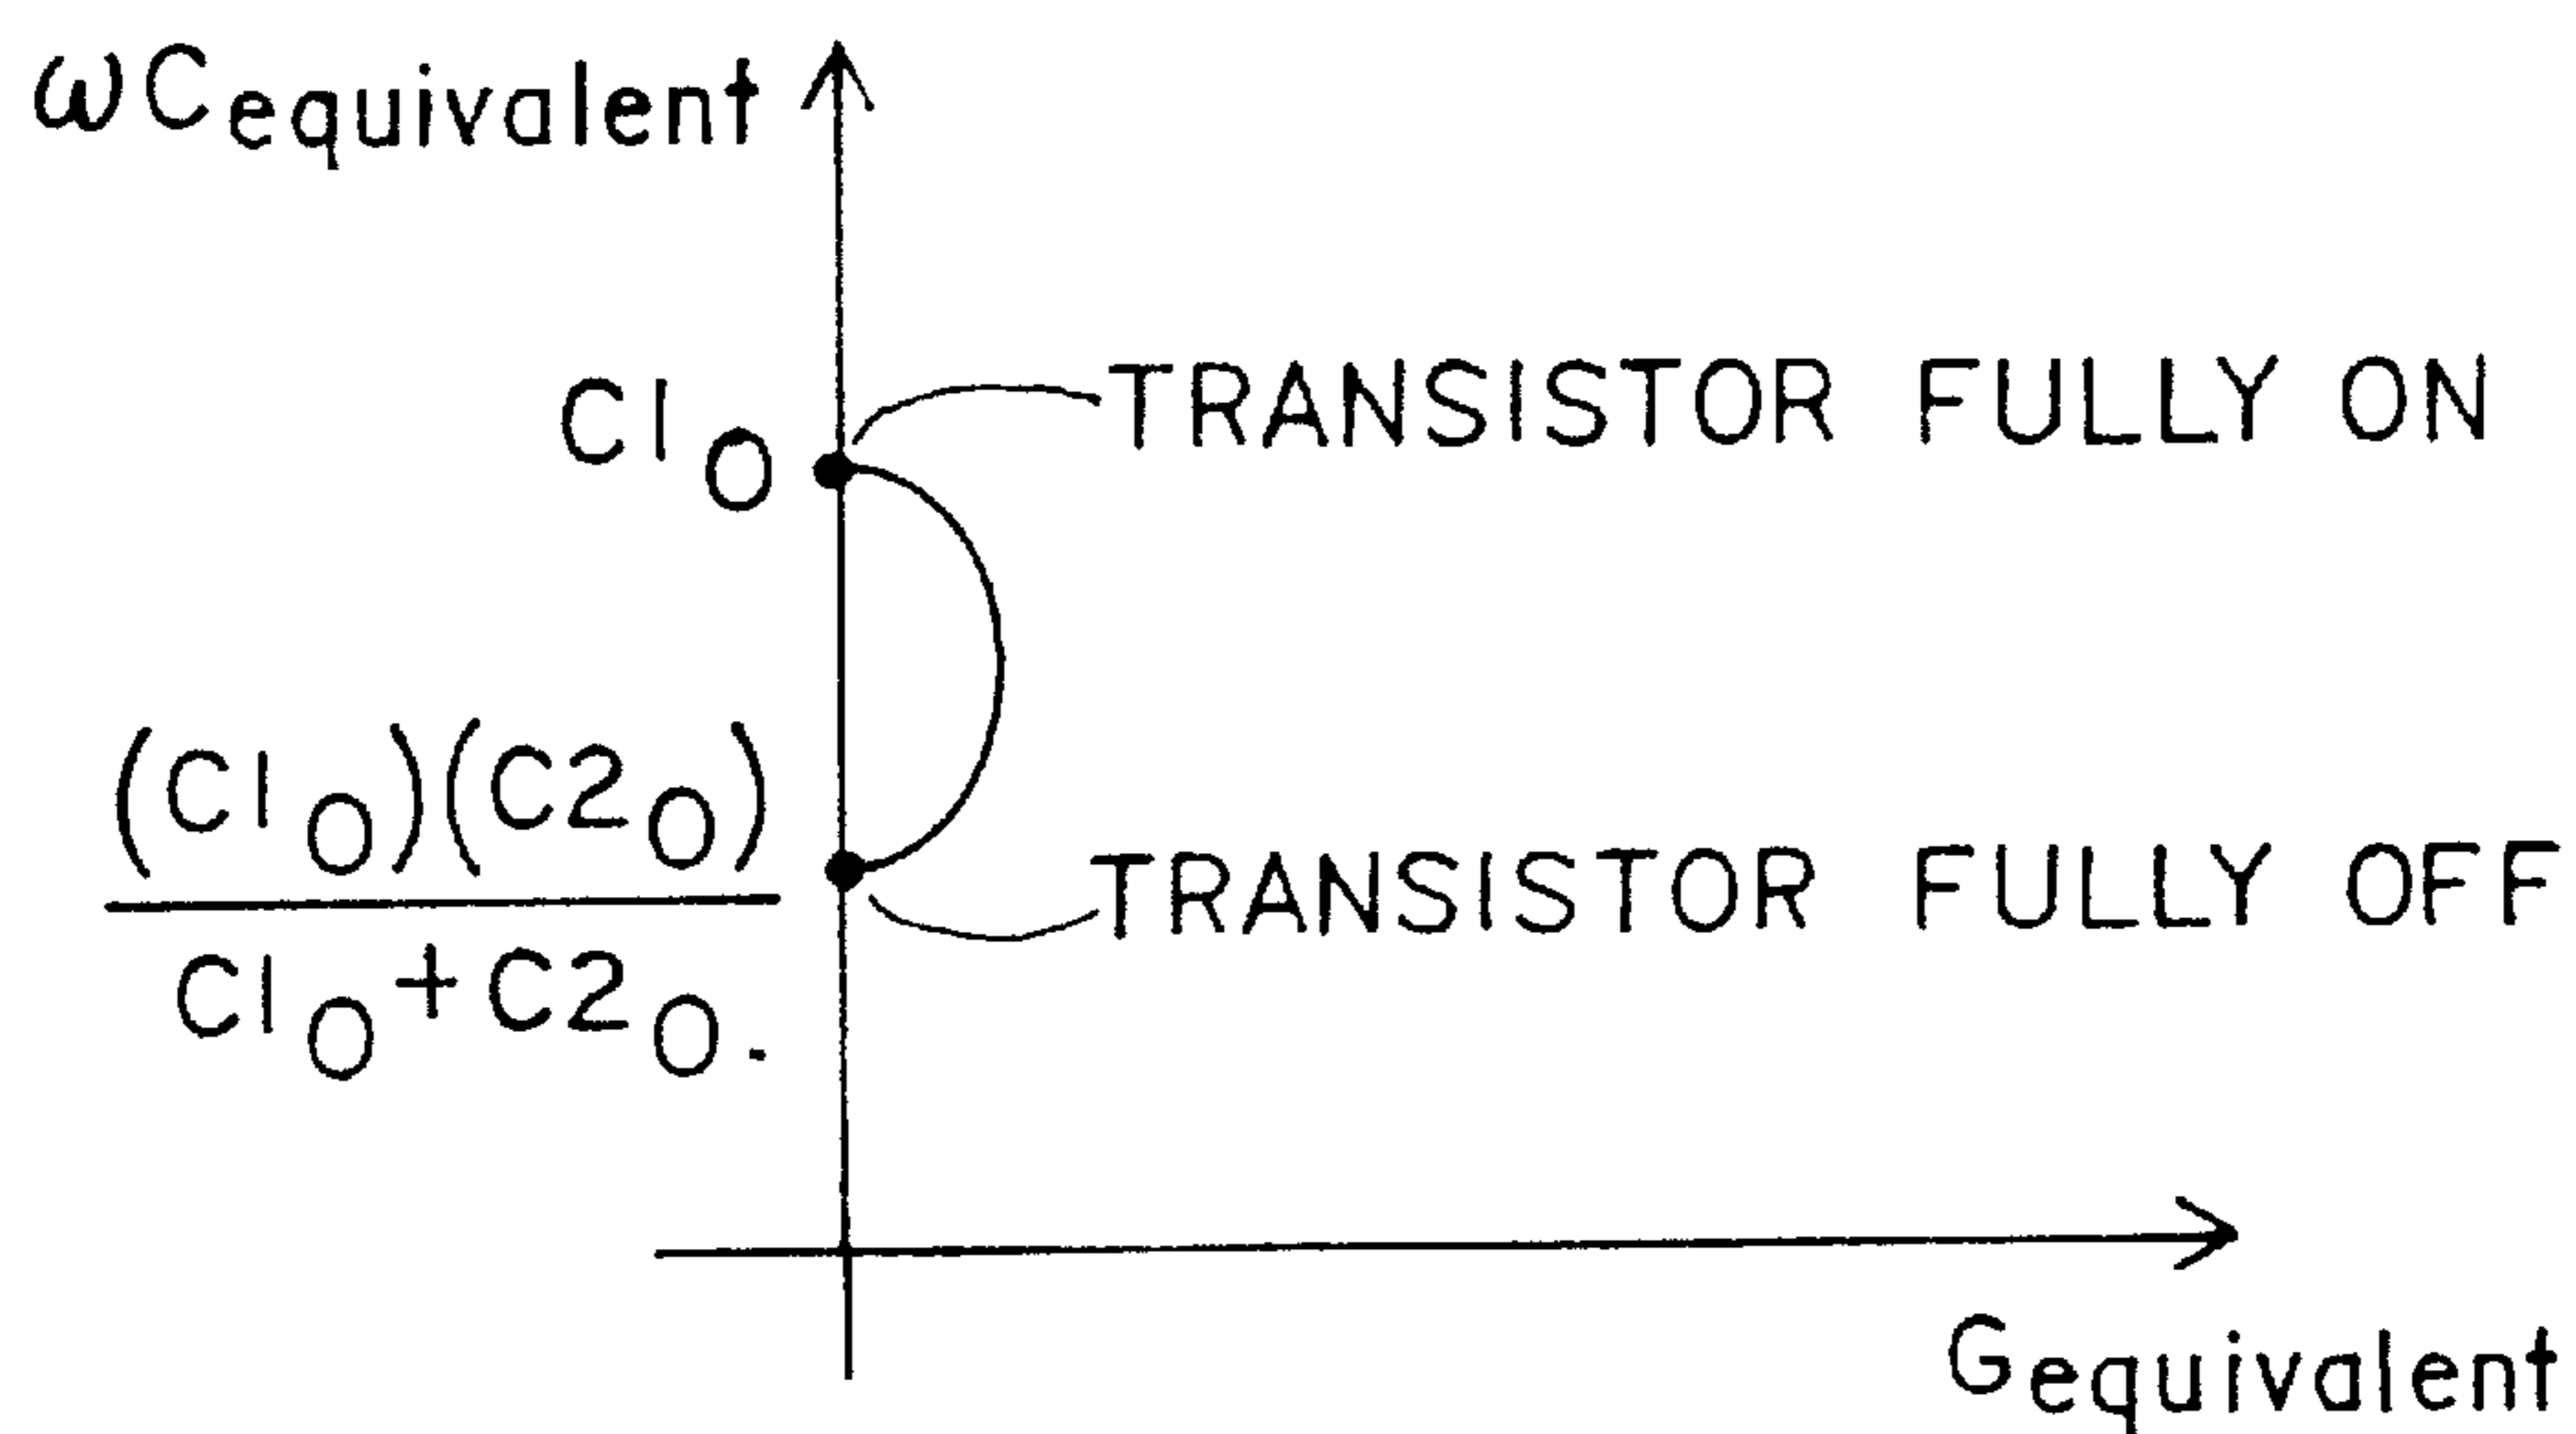 ωCequivalent
C1O
TRANSISTOR FULLY ON
(C1O)(C2O)
C1O+C2O.
TRANSISTOR FULLY OFF
Gequivalent